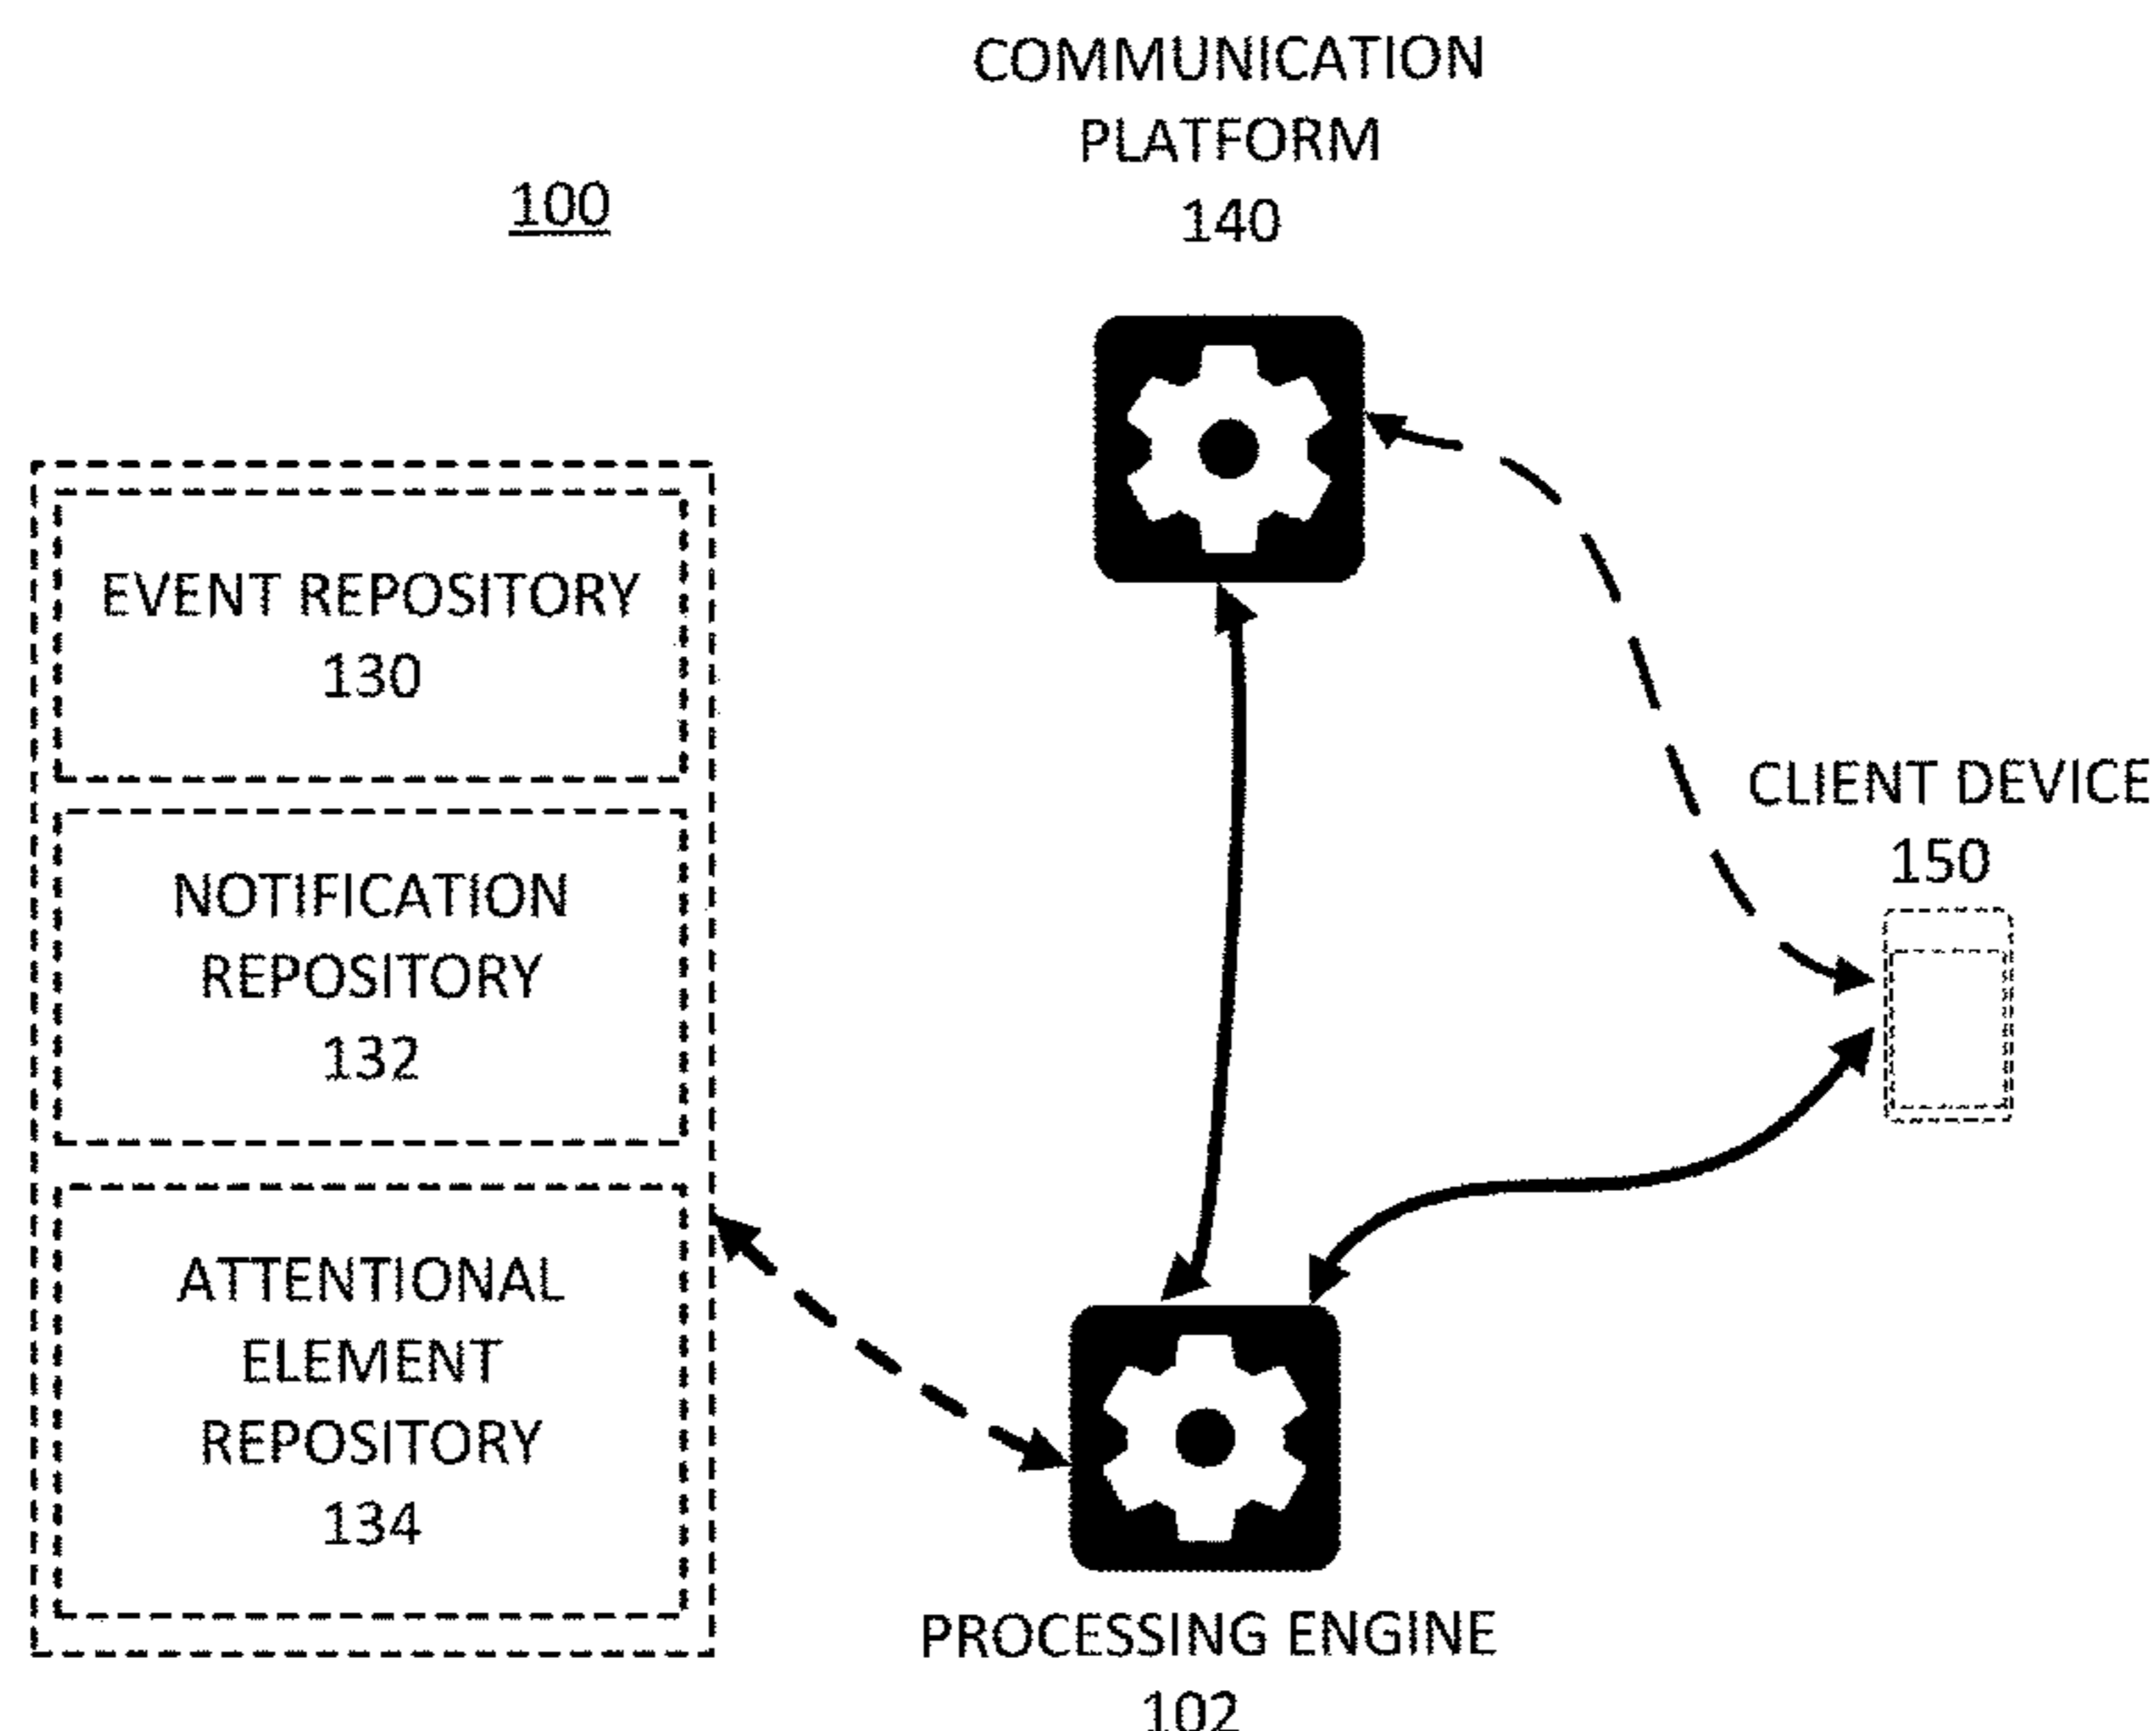 COMMUNICATION
PLATFORM
140
100
EVENT REPOSITORY
130
NOTIFICATION
REPOSITORY
132
ATTENTIONAL
ELEMENT
REPOSITORY
134
CLIENT DEVICE
150
PROCESSING ENGINE
102